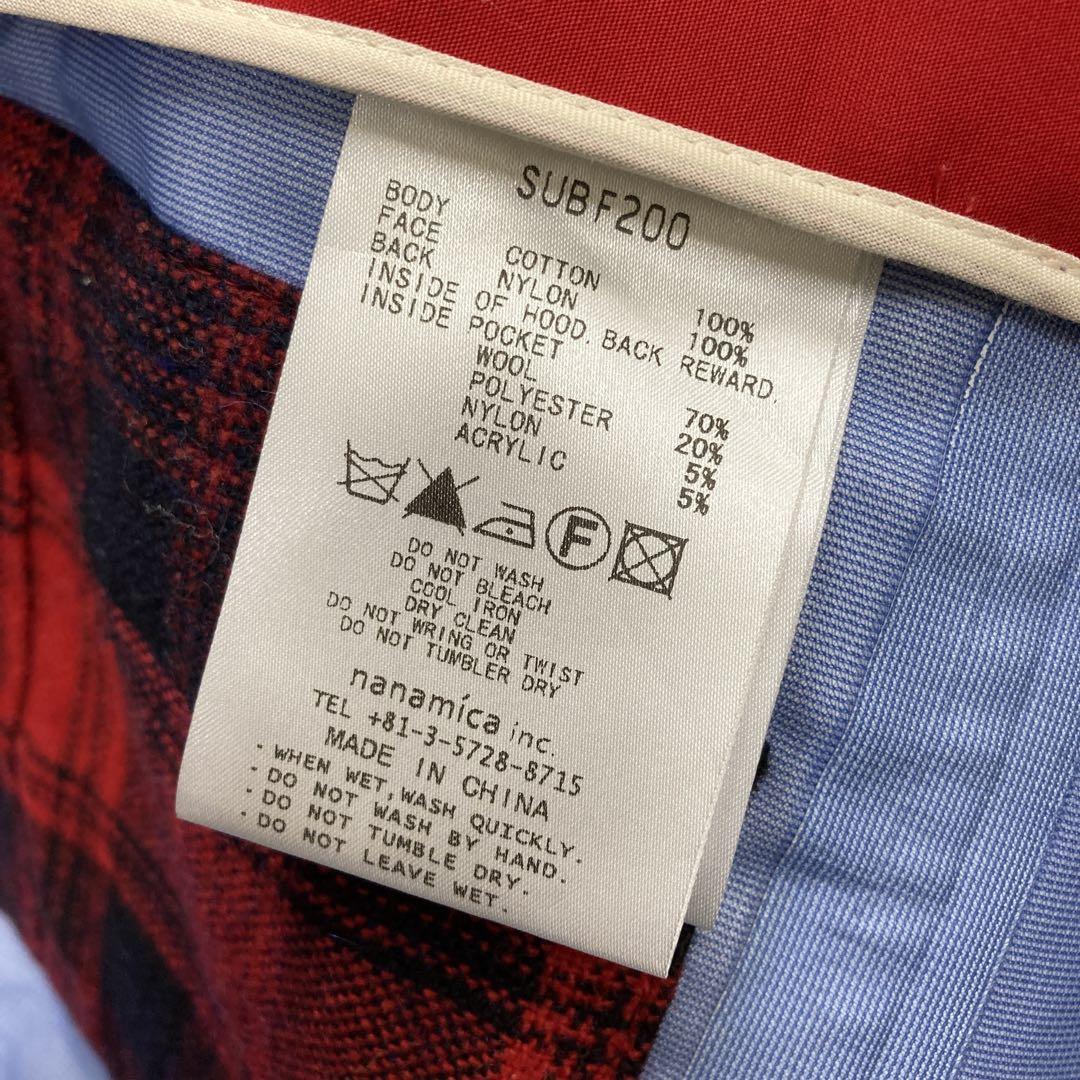 SUBF200
BODY
FACE COTTON 100%
BACK NYLON 100%
INSIDE OF HOOD. BACK REWARD.
INSIDE POCKET
WOOL 70%
POLYESTER 20%
NYLON 5%
ACRYLIC 5%
F
DO NOT WASH
DO NOT BLEACH
COOL IRON
DRY CLEAN
DO NOT WRING OR TWIST
DO NOT TUMBLER DRY
nanamíca inc.
TEL +81-3-5728-8715
MADE IN CHINA
・WHEN WET, WASH QUICKLY.
・DO NOT WASH BY HAND.
・DO NOT TUMBLE DRY.
・DO NOT LEAVE WET.